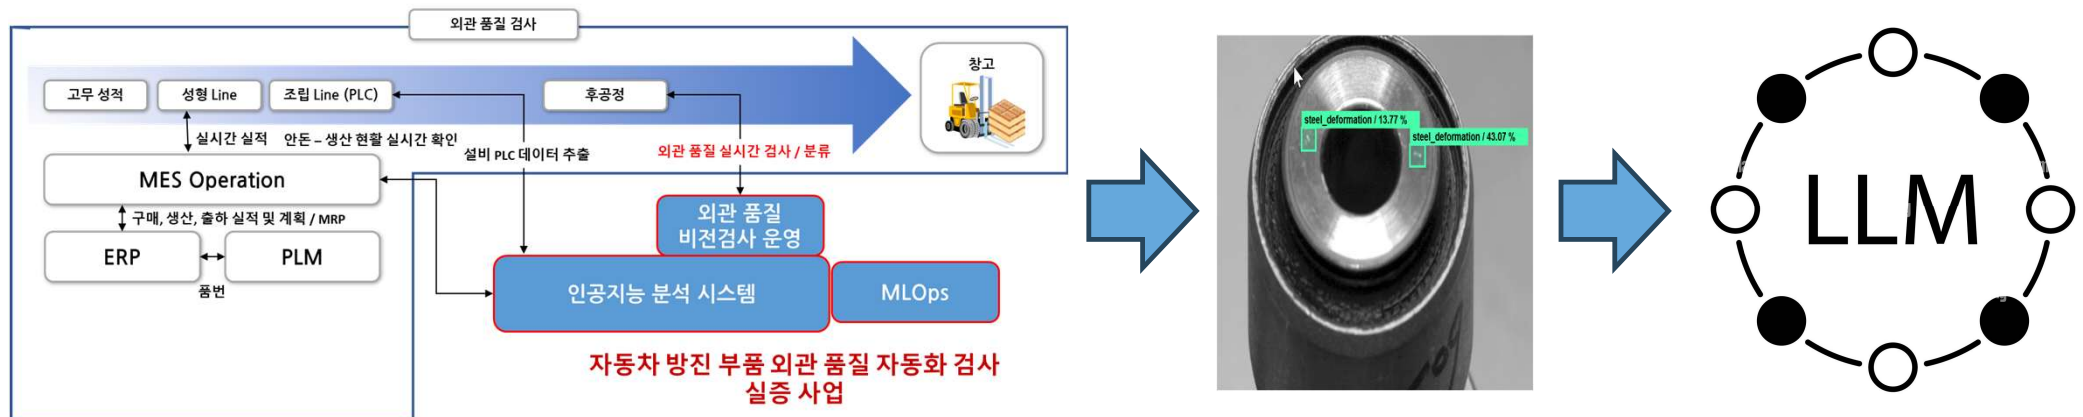 외관 품질 검사
고무 성적
성형 Line
조립 Line (PLC)
후공정
창고
실시간 실적
안돈 – 생산 현활 실시간 확인
설비 PLC 데이터 추출
외관 품질 실시간 검사 / 분류
MES Operation
구매, 생산, 출하 실적 및 계획 / MRP
ERP
PLM
품번
외관 품질
비전검사 운영
인공지능 분석 시스템
MLOps
자동차 방진 부품 외관 품질 자동화 검사
실증 사업
steel_deformation / 13.77 %
steel_deformation / 43.07 %
LLM